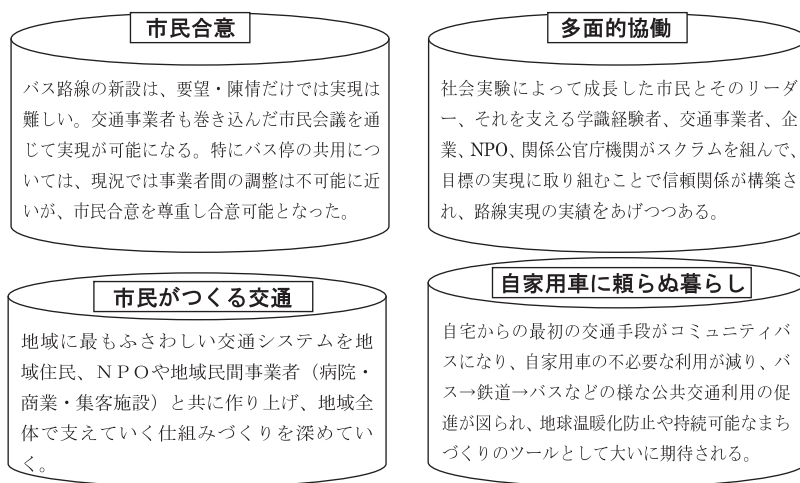 市民合意
バス路線の新設は、要望・陳情だけでは実現は
難しい。交通事業者も巻き込んだ市民会議を通
じて実現が可能になる。特にバス停の共用につ
いては、現況では事業者間の調整は不可能に近
いが、市民合意を尊重し合意可能となった。
多面的協働
社会実験によって成長した市民とそのリーダ
ー、それを支える学識経験者、交通事業者、企
業、NPO、関係公官庁機関がスクラムを組んで、
目標の実現に取り組むことで信頼関係が構築さ
れ、路線実現の実績をあげつつある。
市民がつくる交通
地域に最もふさわしい交通システムを地
域住民、ＮＰＯや地域民間事業者（病院・
商業・集客施設）と共に作り上げ、地域全
体で支えていく仕組みづくりを深めてい
く。
自家用車に頼らぬ暮らし
自宅からの最初の交通手段がコミュニティバ
スになり、自家用車の不必要な利用が減り、バ
ス→鉄道→バスなどの様な公共交通利用の促
進が図られ、地球温暖化防止や持続可能なまち
づくりのツールとして大いに期待される。